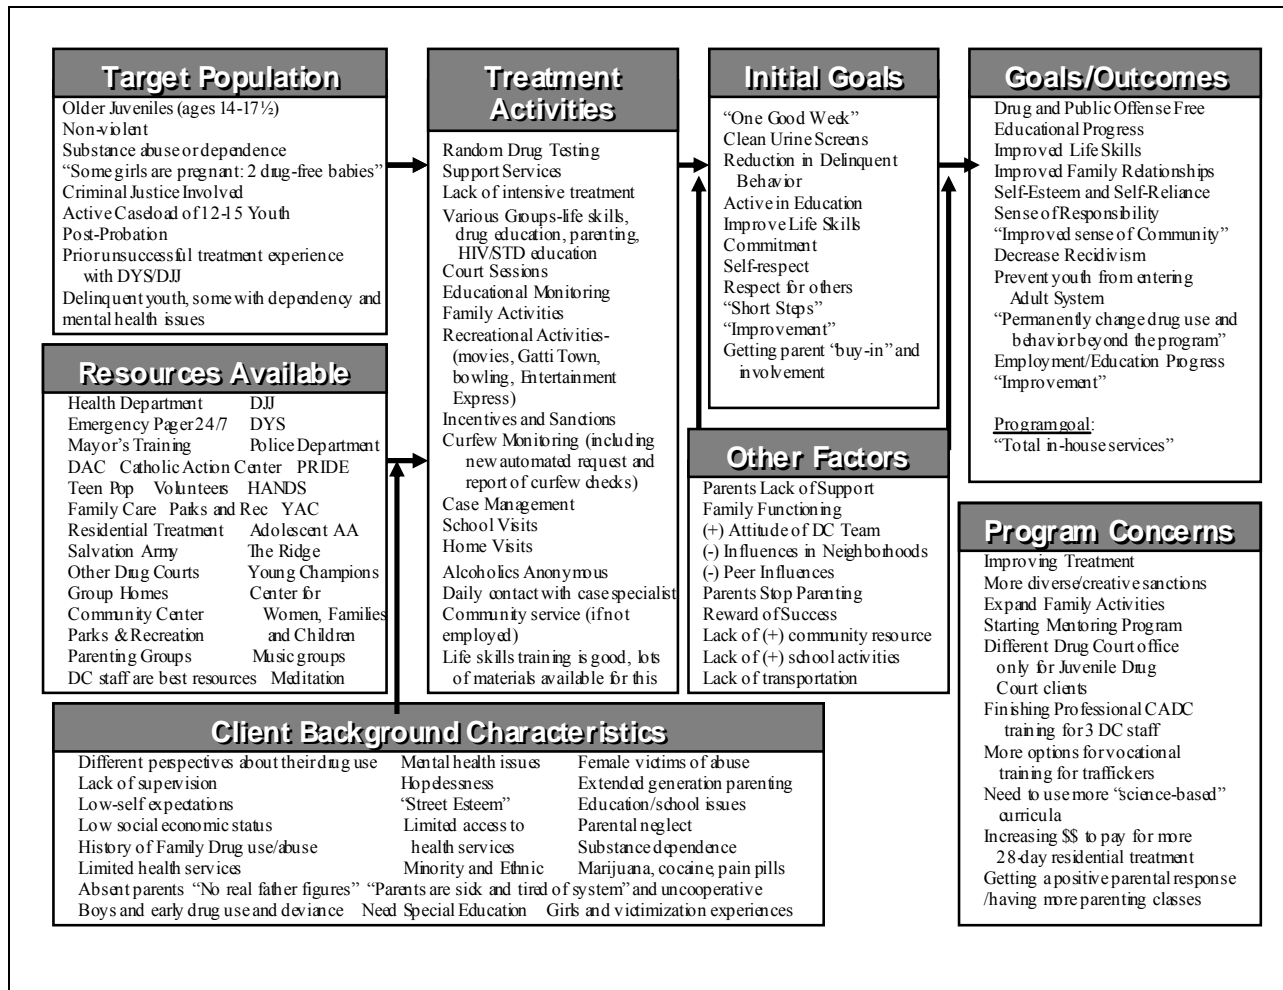 Target Population
Older Juveniles (ages 14-17½)
Non-violent
Substance abuse or dependence
“Some girls are pregnant: 2 drug-free babies”
Criminal Justice Involved
Active Caseload of 12-15 Youth
Post-Probation
Prior unsuccessful treatment experience
with DYS/DJJ
Delinquent youth, some with dependency and
mental health issues
Resources Available
Health Department DJJ
Emergency Pager 24/7 DYS
Mayor’s Training Police Department
DAC Catholic Action Center PRIDE
Teen Pop Volunteers HANDS
Family Care Parks and Rec YAC
Residential Treatment Adolescent AA
Salvation Army The Ridge
Other Drug Courts Young Champions
Group Homes Center for
Community Center Women, Families
Parks & Recreation and Children
Parenting Groups Music groups
DC staff are best resources Meditation
Treatment
Activities
Random Drug Testing
Support Services
Lack of intensive treatment
Various Groups-life skills,
drug education, parenting,
HIV/STD education
Court Sessions
Educational Monitoring
Family Activities
Recreational Activities-
(movies, Gatti Town,
bowling, Entertainment
Express)
Incentives and Sanctions
Curfew Monitoring (including
new automated request and
report of curfew checks)
Case Management
School Visits
Home Visits
Alcoholics Anonymous
Daily contact with case specialist
Community service (if not
employed)
Life skills training is good, lots
of materials available for this
Initial Goals
“One Good Week”
Clean Urine Screens
Reduction in Delinquent
Behavior
Active in Education
Improve Life Skills
Commitment
Self-respect
Respect for others
“Short Steps”
“Improvement”
Getting parent “buy-in” and
involvement
Other Factors
Parents Lack of Support
Family Functioning
(+) Attitude of DC Team
(-) Influences in Neighborhoods
(-) Peer Influences
Parents Stop Parenting
Reward of Success
Lack of (+) community resource
Lack of (+) school activities
Lack of transportation
Goals/Outcomes
Drug and Public Offense Free
Educational Progress
Improved Life Skills
Improved Family Relationships
Self-Esteem and Self-Reliance
Sense of Responsibility
“Improved sense of Community”
Decrease Recidivism
Prevent youth from entering
Adult System
“Permanently change drug use and
behavior beyond the program”
Employment/Education Progress
“Improvement”
Program goal:
“Total in-house services”
Program Concerns
Improving Treatment
More diverse/creative sanctions
Expand Family Activities
Starting Mentoring Program
Different Drug Court office
only for Juvenile Drug
Court clients
Finishing Professional CADC
training for 3 DC staff
More options for vocational
training for traffickers
Need to use more “science-based”
curricula
Increasing $$ to pay for more
28-day residential treatment
Getting a positive parental response
/having more parenting classes
Client Background Characteristics
Different perspectives about their drug use Mental health issues Female victims of abuse
Lack of supervision Hopelessness Extended generation parenting
Low-self expectations “Street Esteem” Education/school issues
Low social economic status Limited access to Parental neglect
History of Family Drug use/abuse health services Substance dependence
Limited health services Minority and Ethnic Marijuana, cocaine, pain pills
Absent parents “No real father figures” “Parents are sick and tired of system” and uncooperative
Boys and early drug use and deviance Need Special Education Girls and victimization experiences